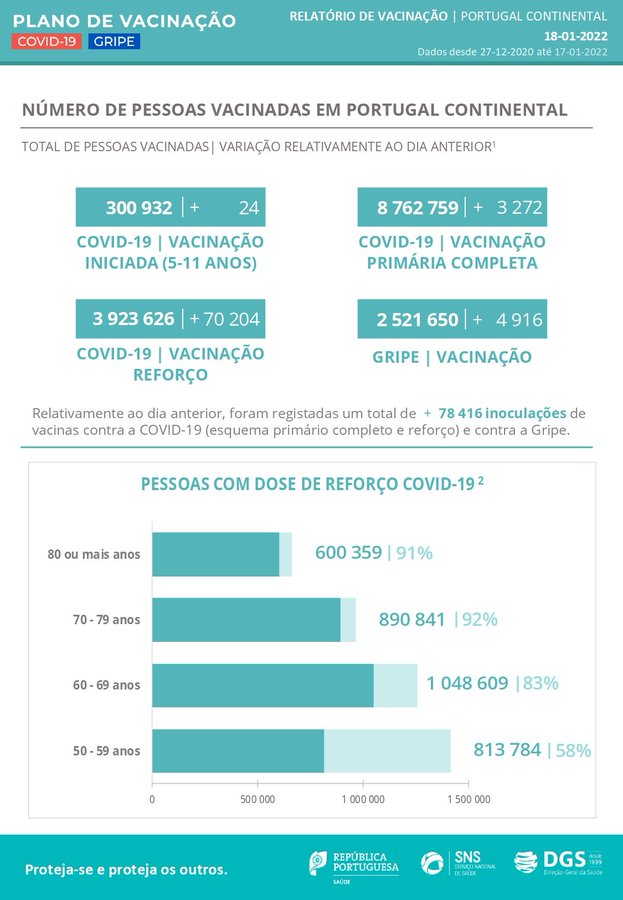 PLANO DE VACINAÇÃO
COVID-19 GRIPE
RELATÓRIO DE VACINAÇÃO | PORTUGAL CONTINENTAL
18-01-2022
Dados desde 27-12-2020 até 17-01-2022
NÚMERO DE PESSOAS VACINADAS EM PORTUGAL CONTINENTAL
TOTAL DE PESSOAS VACINADAS| VARIAÇÃO RELATIVAMENTE AO DIA ANTERIOR¹
300 932 | + 24
COVID-19 | VACINAÇÃO
INICIADA (5-11 ANOS)
8 762 759 | + 3 272
COVID-19 | VACINAÇÃO
PRIMÁRIA COMPLETA
3 923 626 | + 70 204
COVID-19 | VACINAÇÃO
REFORÇO
2 521 650 | + 4 916
GRIPE | VACINAÇÃO
Relativamente ao dia anterior, foram registadas um total de + 78 416 inoculações de
vacinas contra a COVID-19 (esquema primário completo e reforço) e contra a Gripe.
PESSOAS COM DOSE DE REFORÇO COVID-19 ²
80 ou mais anos 600 359 | 91%
70 - 79 anos 890 841 | 92%
60 - 69 anos 1 048 609 | 83%
50 - 59 anos 813 784 | 58%
0 500 000 1 000 000 1 500 000
Proteja-se e proteja os outros.
REPÚBLICA
PORTUGUESA
SAÚDE
SNS
SERVIÇO NACIONAL
DE SAÚDE
DGS desde
1899
Direção-Geral da Saúde